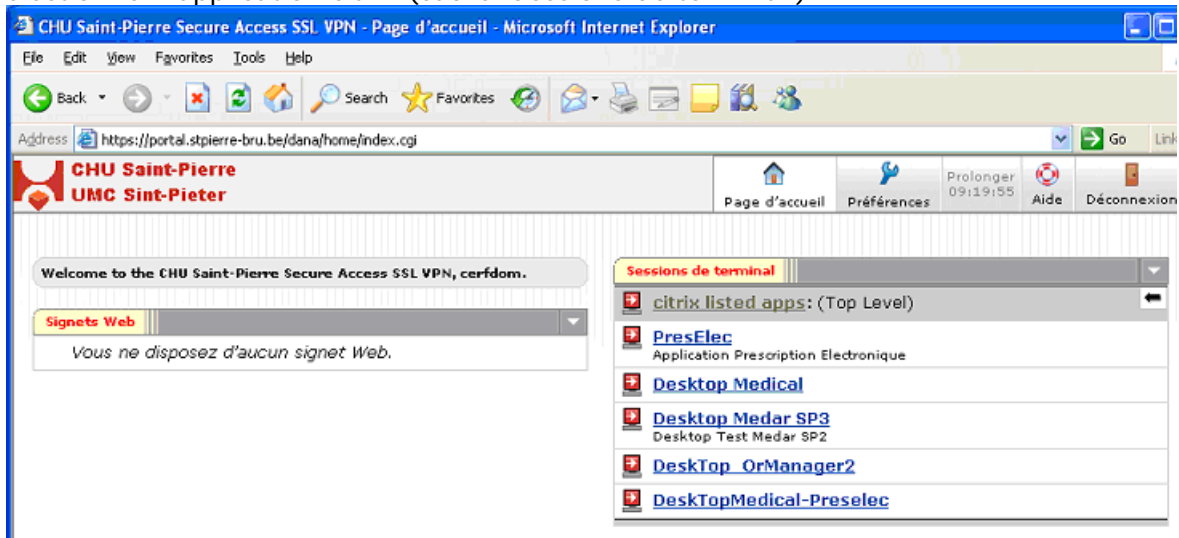 CHU Saint-Pierre Secure Access SSL VPN - Page d'accueil - Microsoft Internet Explorer
File Edit View Favorites Tools Help
Back Search Favorites
Address https://portal.stpierre-bru.be/dana/home/index.cgi Go Link
CHU Saint-Pierre
UMC Sint-Pieter
Page d'accueil Préférences Prolonger 09:19:55 Aide Déconnexion
Welcome to the CHU Saint-Pierre Secure Access SSL VPN, cerfdom.
Signets Web
Vous ne disposez d'aucun signet Web.
Sessions de terminal
citrix listed apps: (Top Level)
PresElec
Application Prescription Electronique
Desktop Medical
Desktop Medar SP3
Desktop Test Medar SP2
DeskTop_OrManager2
DeskTopMedical-Preselec